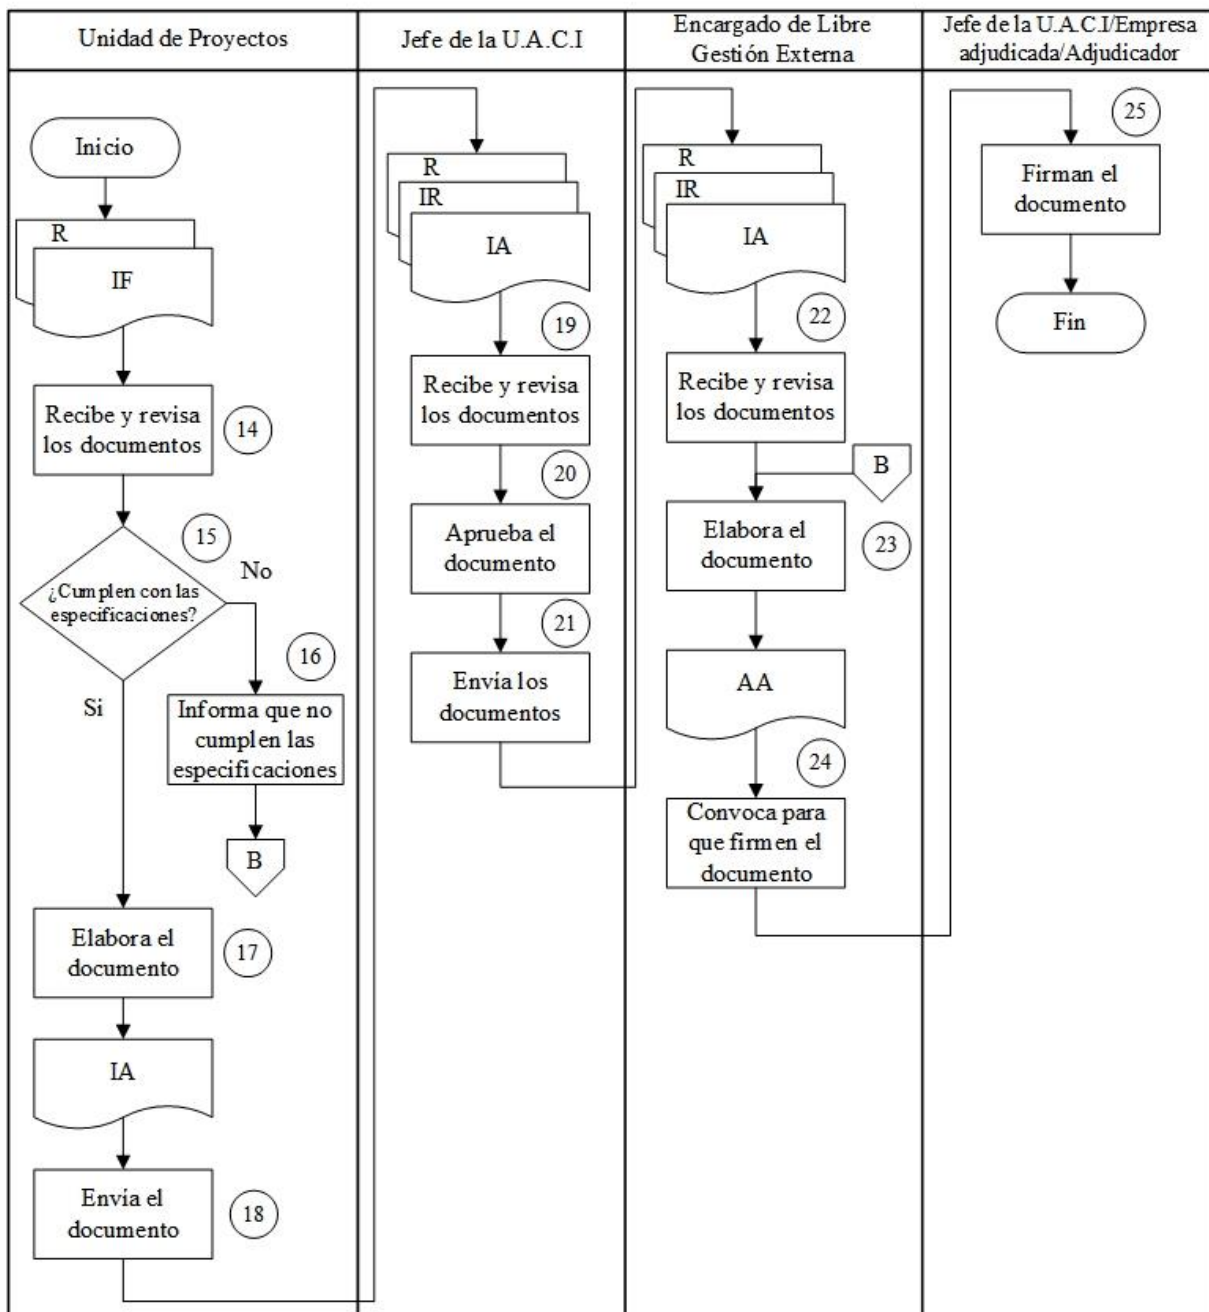 Unidad de Proyectos
Jefe de la U.A.C.I
Encargado de Libre
Gestión Externa
Jefe de la U.A.C.I/Empresa
adjudicada/Adjudicador
Inicio
R
IF
Recibe y revisa
los documentos
14
15
¿Cumplen con las
especificaciones?
No
Si
16
Informa que no
cumplen las
especificaciones
B
Elabora el
documento
17
IA
Envía el
documento
18
R
IR
IA
19
Recibe y revisa
los documentos
20
Aprueba el
documento
21
Envía los
documentos
R
IR
IA
22
Recibe y revisa
los documentos
B
Elabora el
documento
23
AA
24
Convoca para
que firmen el
documento
25
Firman el
documento
Fin